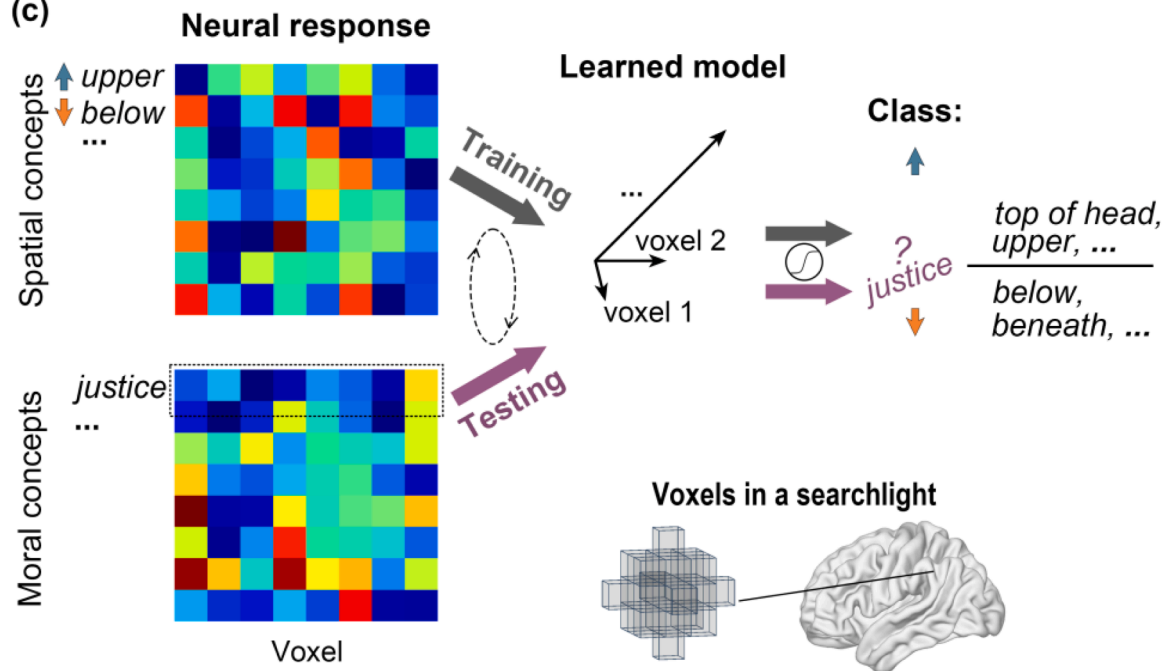 (c)
Neural response
Spatial concepts
upper
below
...
Training
Learned model
...
voxel 2
voxel 1
Class:
?
justice
top of head,
upper, ...
below,
beneath, ...
Moral concepts
justice
...
Testing
Voxel
Voxels in a searchlight